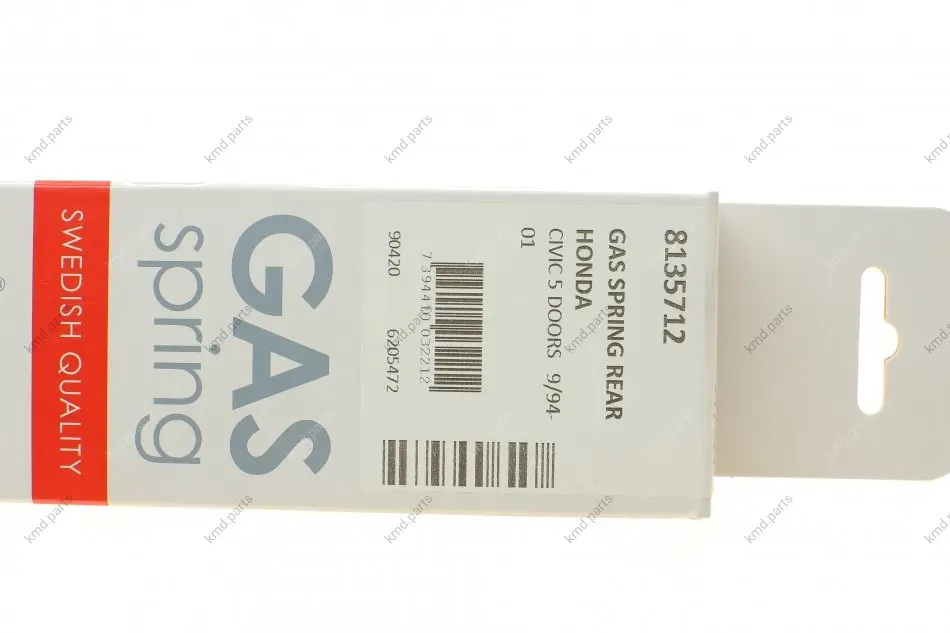 8135712
GAS SPRING REAR
HONDA
CIVIC 5 DOORS 9/94-
01
7 394410 032212
90420 6205472
GAS
spring
SWEDISH QUALITY
®
kmd.parts